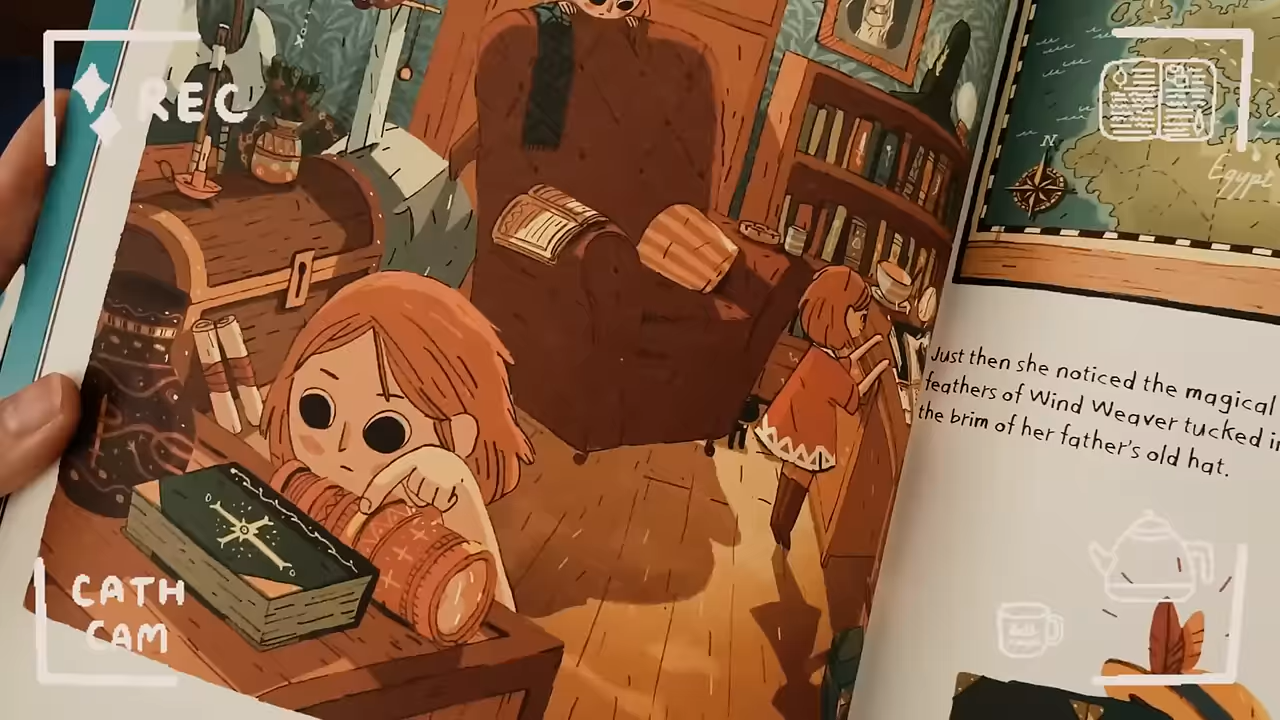 REC
N
Egypt
Just then she noticed the magical
feathers of Wind Weaver tucked in
the brim of her father's old hat.
CATH
CAM